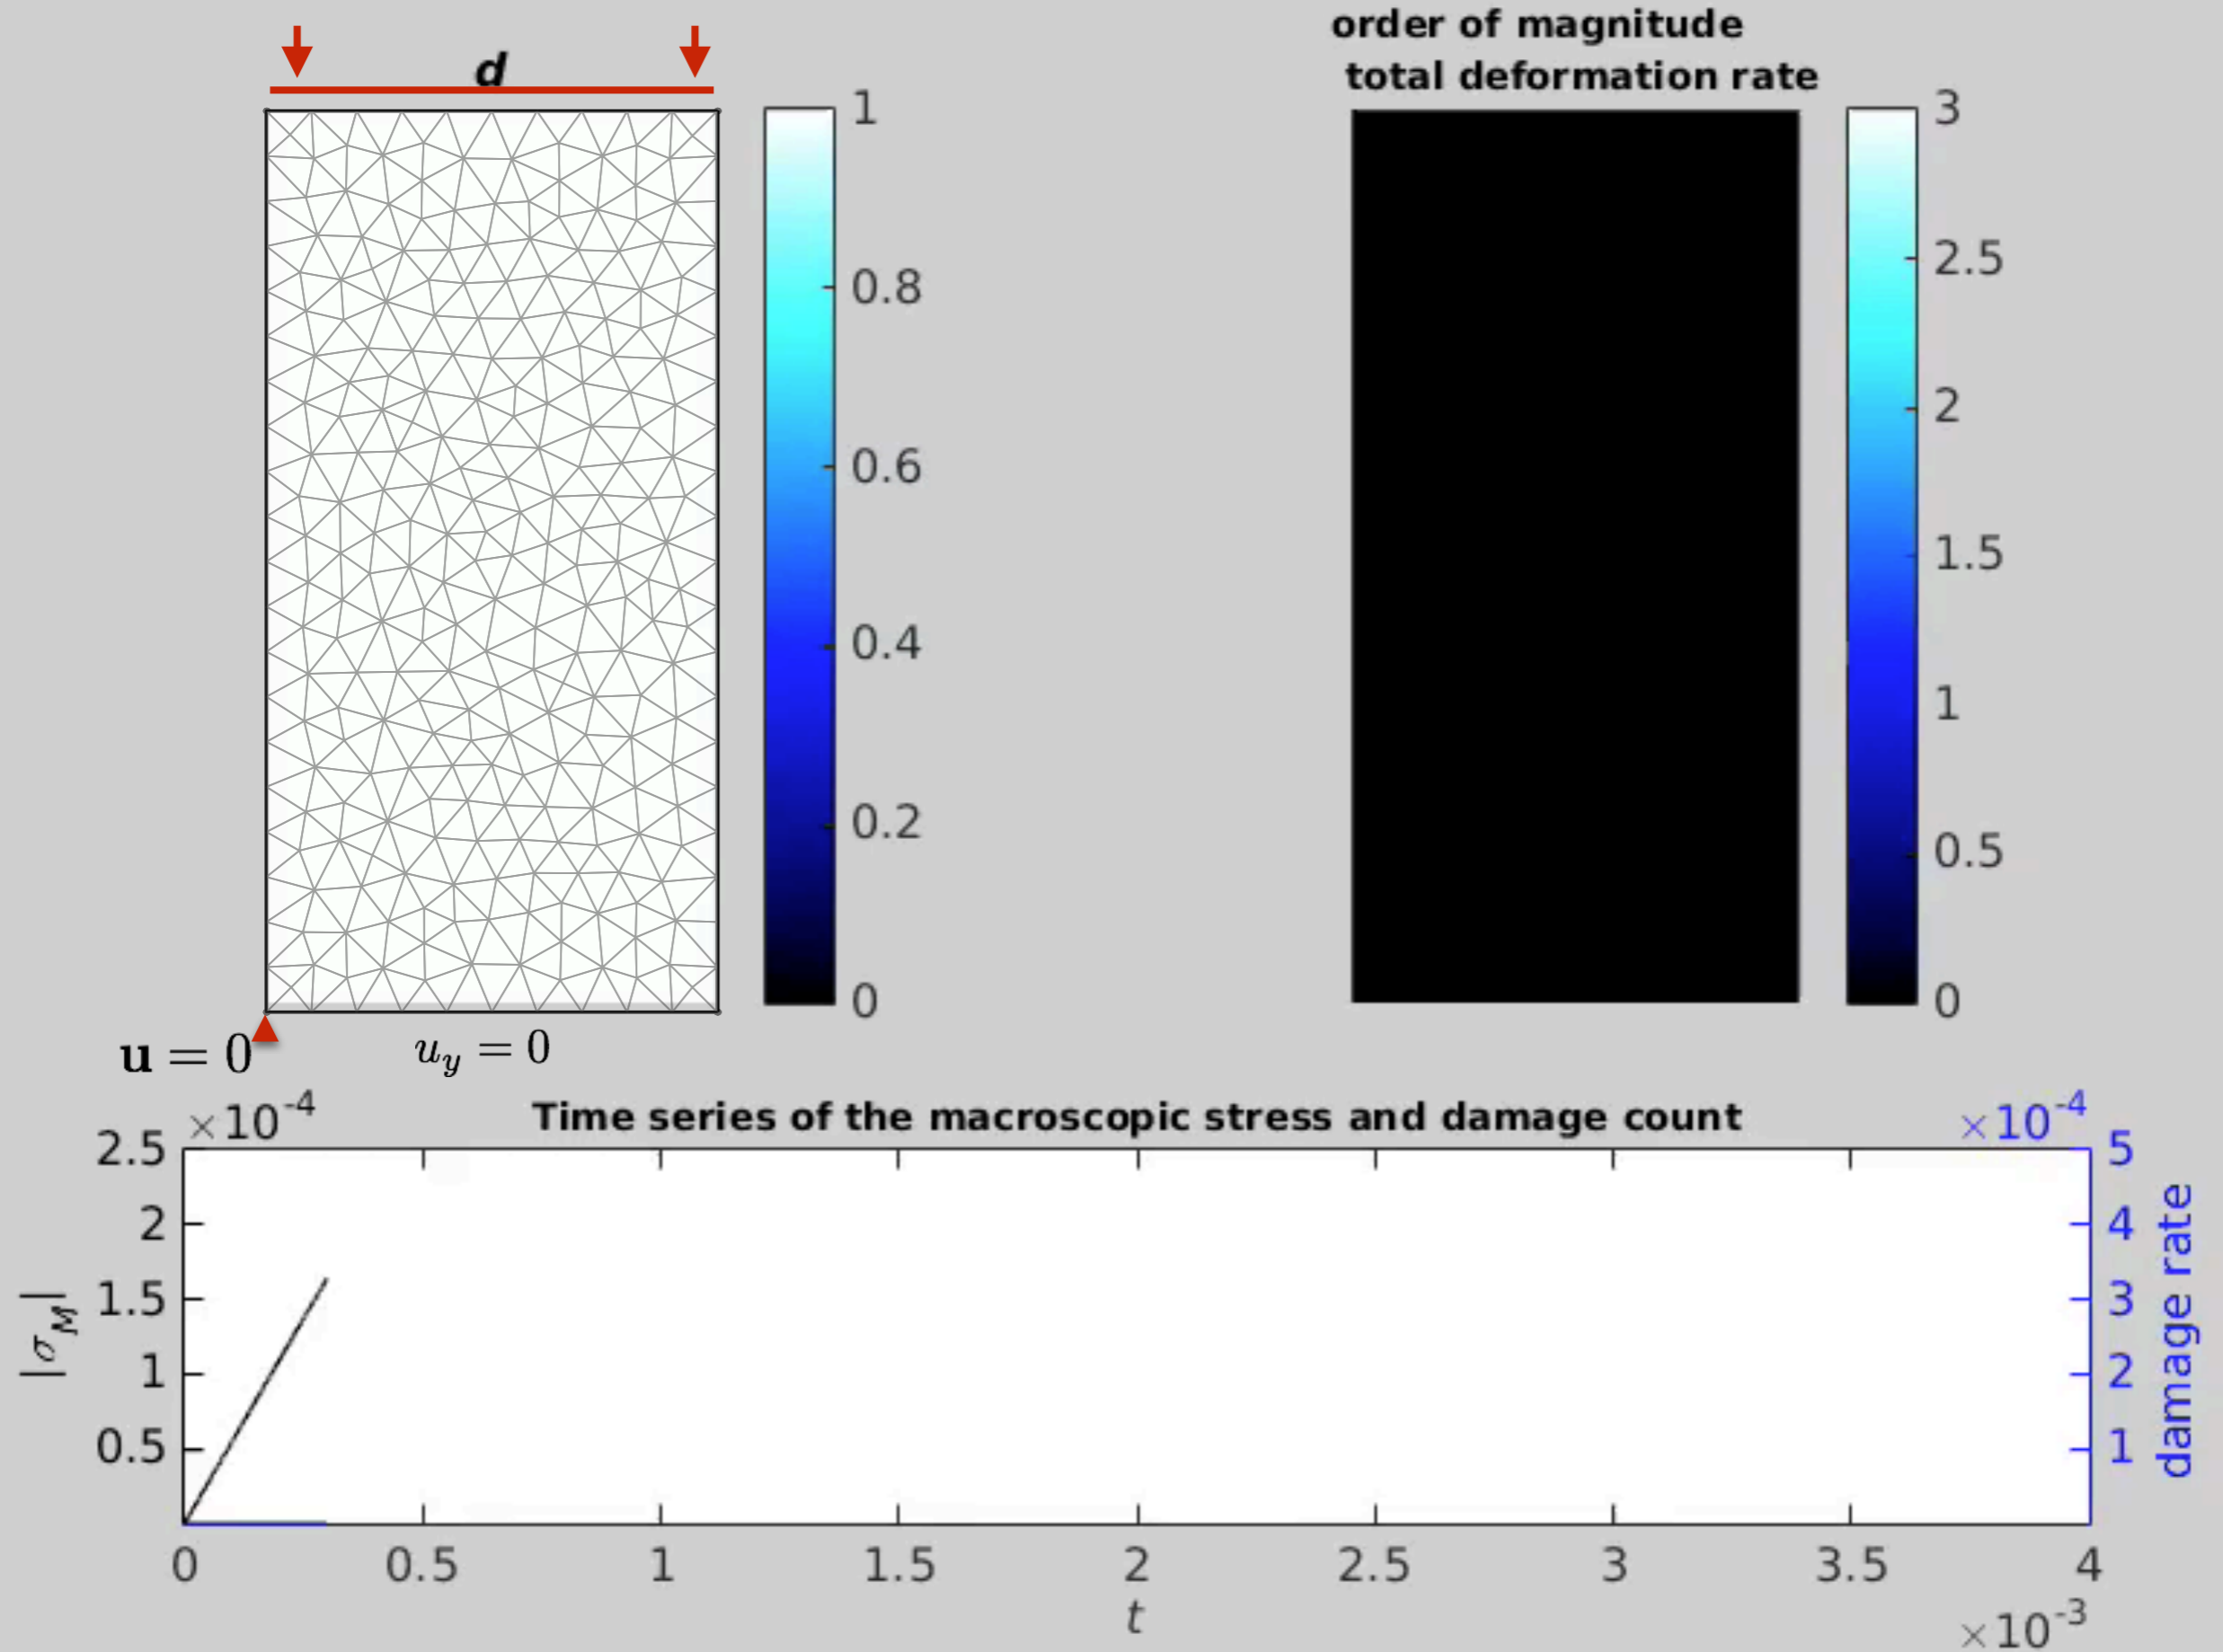 d
order of magnitude
total deformation rate
1
0.8
0.6
0.4
0.2
0
3
2.5
2
1.5
1
0.5
0
u = 0
u_y = 0
×10^-4
Time series of the macroscopic stress and damage count
×10^-4
2.5
2
1.5
1
0.5
|σ_M|
5
4
3
2
1
damage rate
0 0.5 1 1.5 2 2.5 3 3.5 4
t
×10^-3